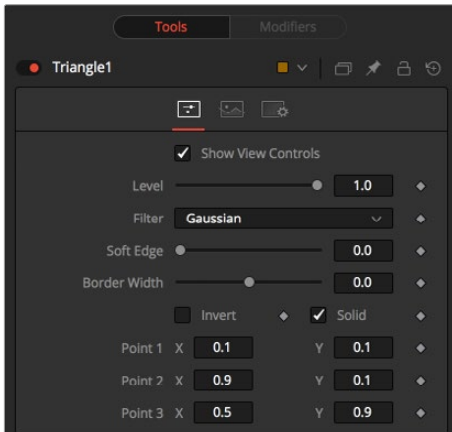 Tools Modifiers
Triangle1
Show View Controls
Level 1.0
Filter Gaussian
Soft Edge 0.0
Border Width 0.0
Invert Solid
Point 1 X 0.1 Y 0.1
Point 2 X 0.9 Y 0.1
Point 3 X 0.5 Y 0.9